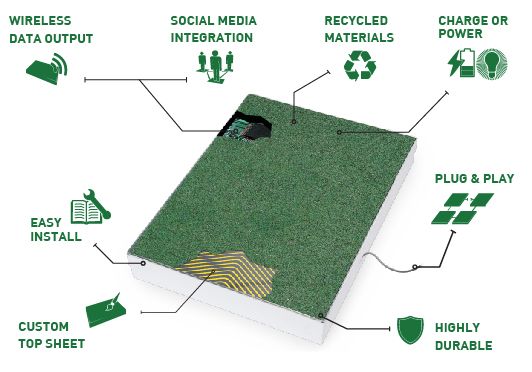 WIRELESS
DATA OUTPUT
SOCIAL MEDIA
INTEGRATION
RECYCLED
MATERIALS
CHARGE OR
POWER
PLUG & PLAY
EASY
INSTALL
CUSTOM
TOP SHEET
HIGHLY
DURABLE